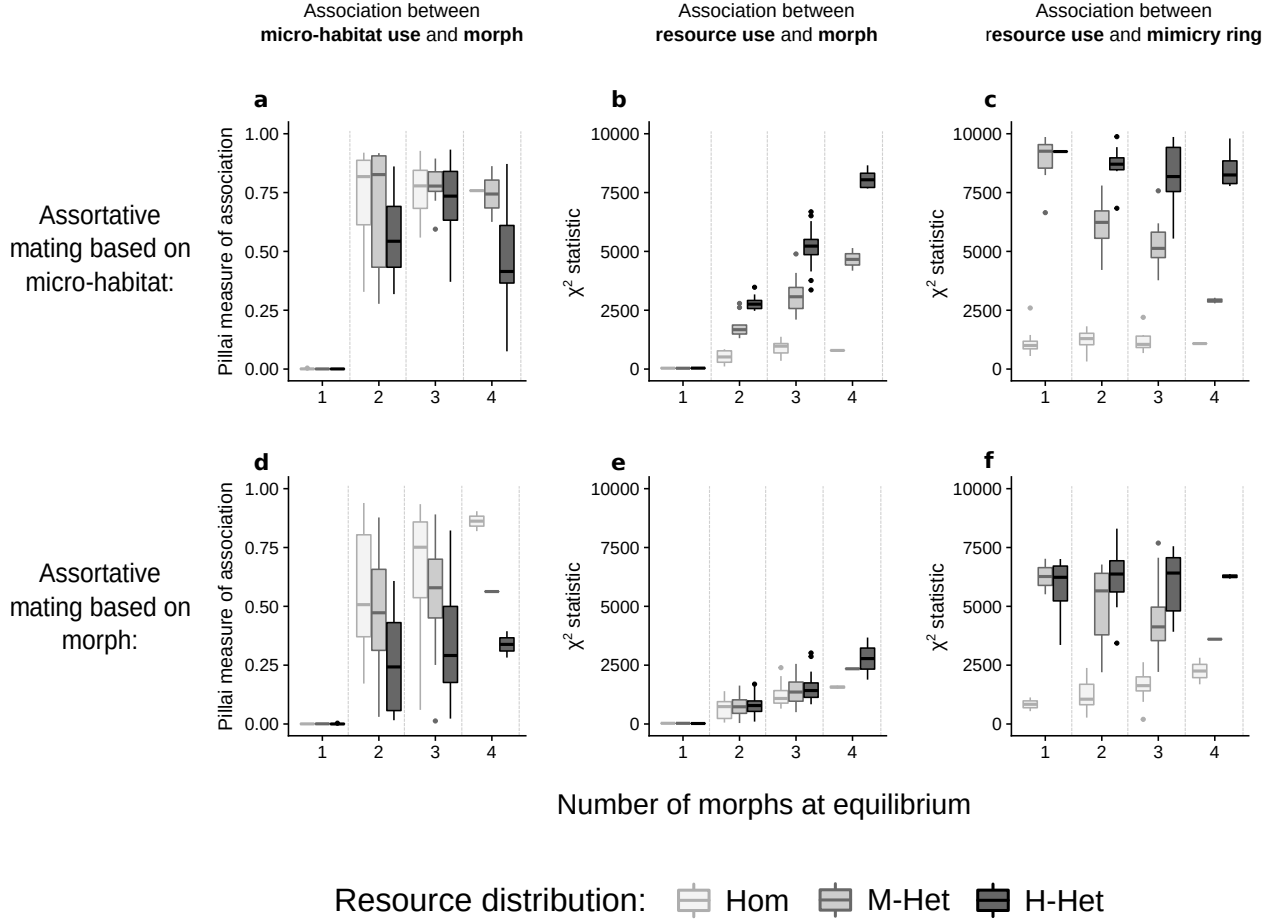 Association between
micro-habitat use and morph
Association between
resource use and morph
Association between
resource use and mimicry ring
Assortative
mating based on
micro-habitat:
a
Pillai measure of association
1.00
0.75
0.50
0.25
0.00
1 2 3 4
b
χ² statistic
10000
7500
5000
2500
0
1 2 3 4
c
χ² statistic
10000
7500
5000
2500
0
1 2 3 4
Assortative
mating based on
morph:
d
Pillai measure of association
1.00
0.75
0.50
0.25
0.00
1 2 3 4
e
χ² statistic
10000
7500
5000
2500
0
1 2 3 4
f
χ² statistic
10000
7500
5000
2500
0
1 2 3 4
Number of morphs at equilibrium
Resource distribution: Hom M-Het H-Het